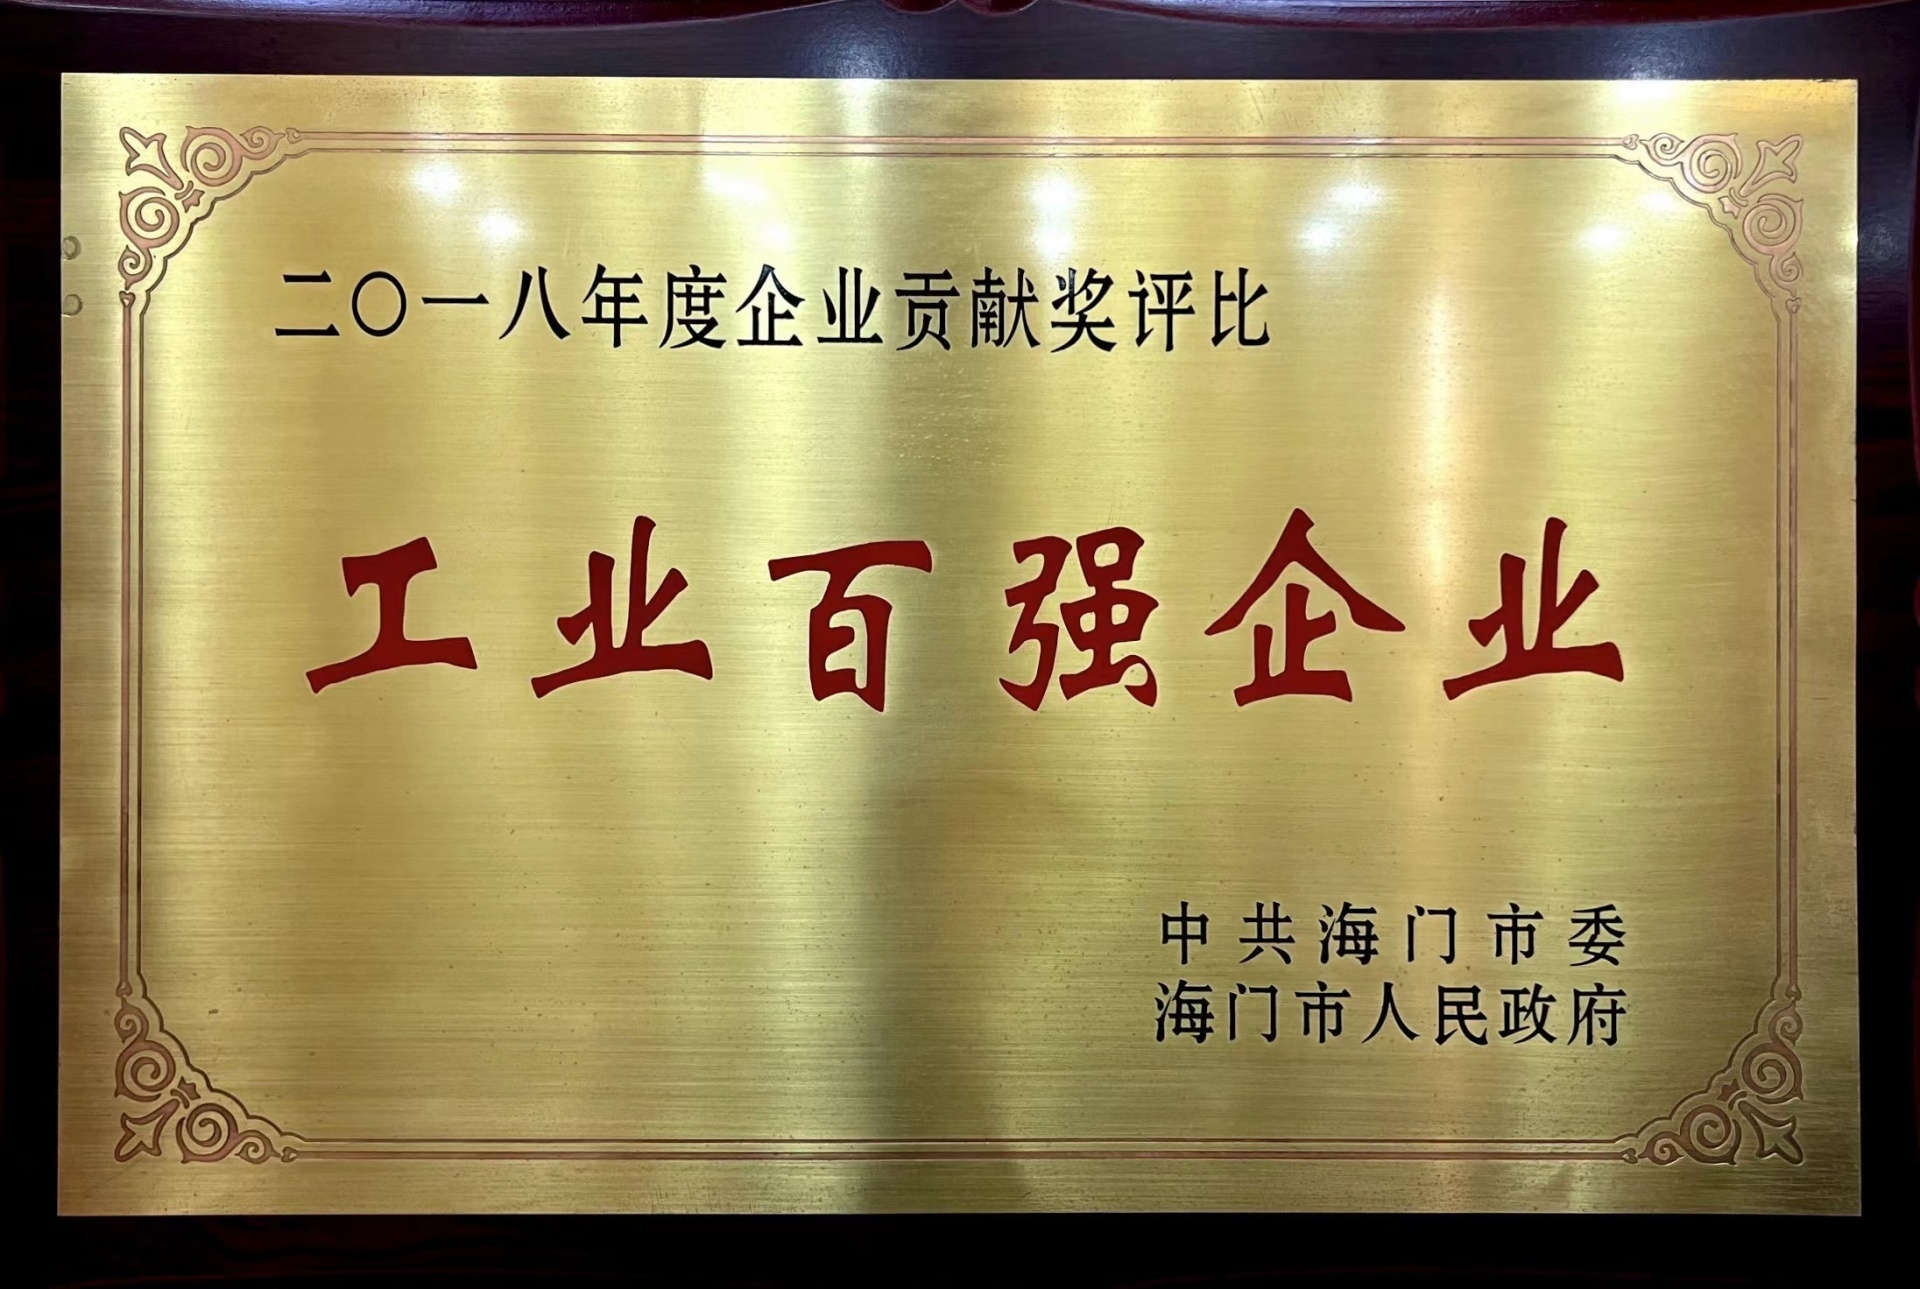 二〇一八年度企业贡献奖评比
工业百强企业
中共海门市委
海门市人民政府